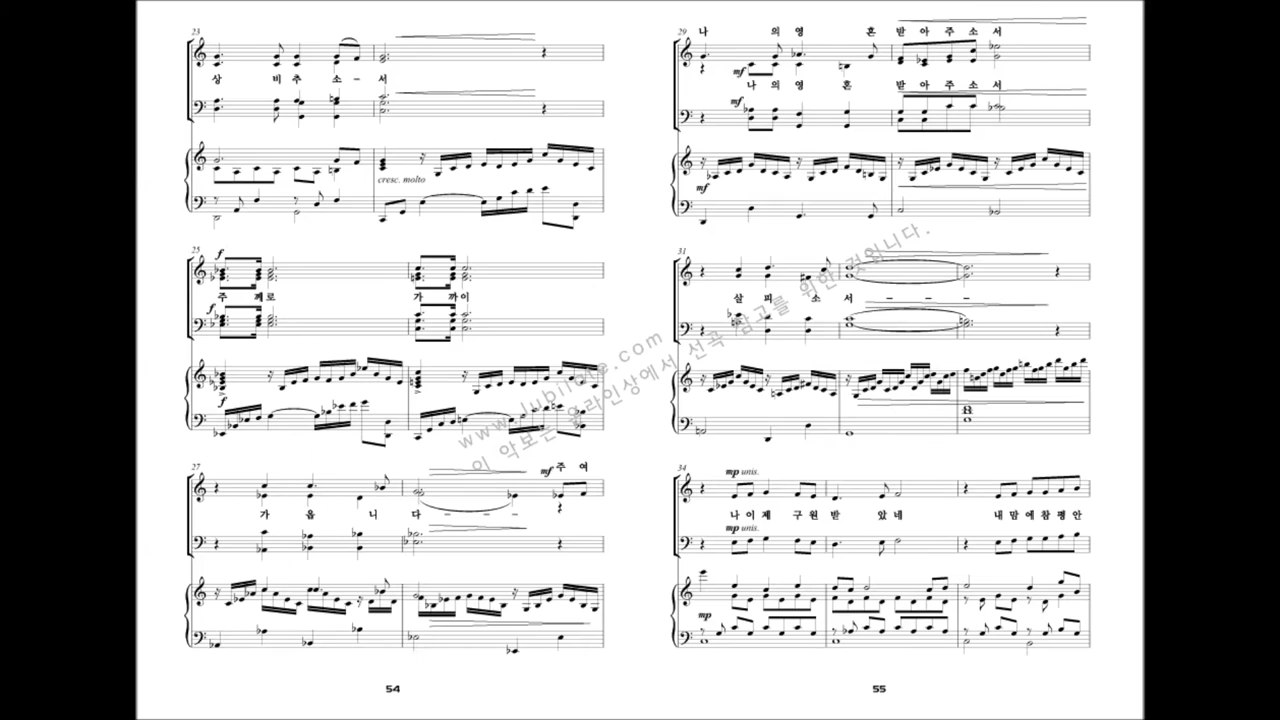 23
상 비추 소 - 서
cresc. molto
25
f
주 께로 가 까이
f
f
27
mf 주 여
가 옵 니 다 - - -
54
29
나 의영 혼 받아주소서
mf
나의영 혼 받아주소서
mf
mf
31
살 피 소 서 - - - -
34
mp unis.
나이제 구원받 았네 내맘에참평안
mp unis.
mp
55
www.jubilate.com
이 악보는 온라인상에서 선곡 참고를 위한 것입니다.